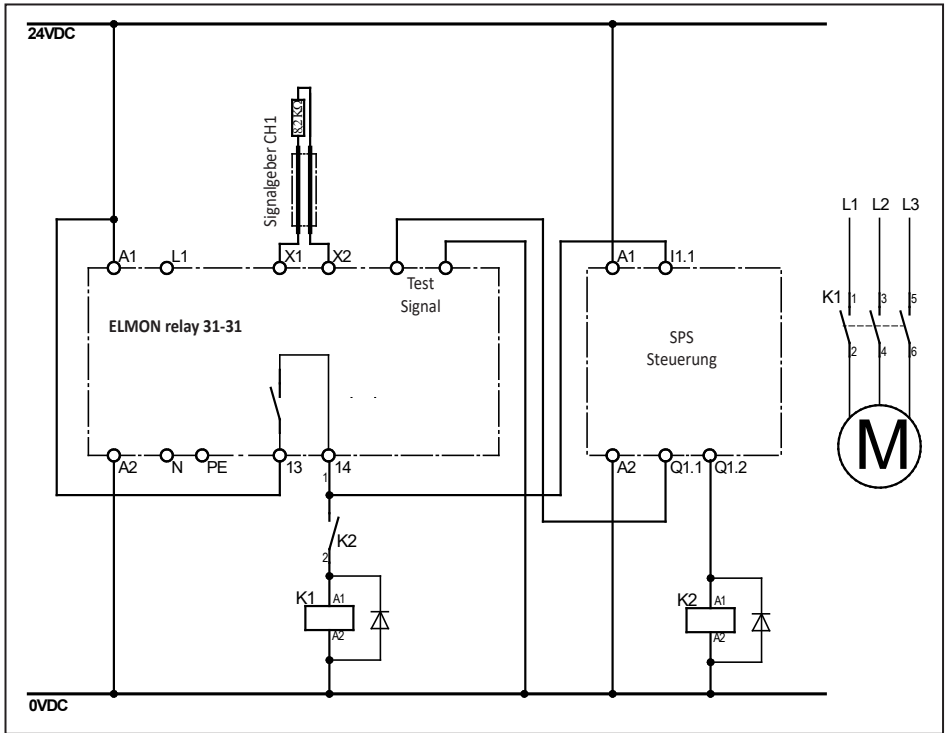 24VDC
Signalgeber CH1
8.2 KΩ
A1
L1
X1
X2
Test
Signal
ELMON relay 31-31
A2
N
PE
13
14
1
K2
2
K1
A1
A2
A1
I1.1
SPS
Steuerung
A2
Q1.1
Q1.2
K2
A1
A2
L1
L2
L3
K1
1
3
5
2
4
6
M
0VDC